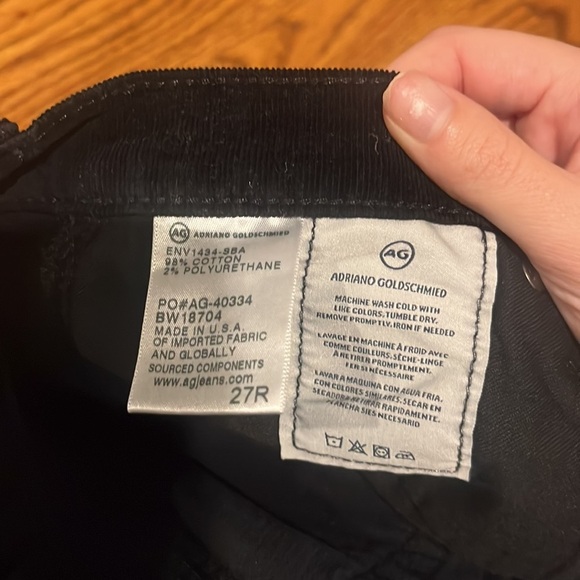 AG ADRIANO GOLDSCHMIED
ENV1434-SBA
98% COTTON
2% POLYURETHANE
PO#AG-40334
BW18704
MADE IN U.S.A.
OF IMPORTED FABRIC
AND GLOBALLY
SOURCED COMPONENTS
www.agjeans.com
27R
AG
ADRIANO GOLDSCHMIED
MACHINE WASH COLD WITH
LIKE COLORS. TUMBLE DRY.
REMOVE PROMPTLY. IRON IF NEEDED
LAVAGE EN MACHINE À FROID AVEC
COMME COULEURS. SÈCHE-LINGE
À RETIRER PROMPTEMENT.
FER SI NÉCESSAIRE
LAVAR A MAQUINA CON AGUA FRIA.
CON COLORES SIMILARES. SECAR EN
SECADORA RETIRAR RAPIDAMENTE.
PLANCHA SIES NECESARIO